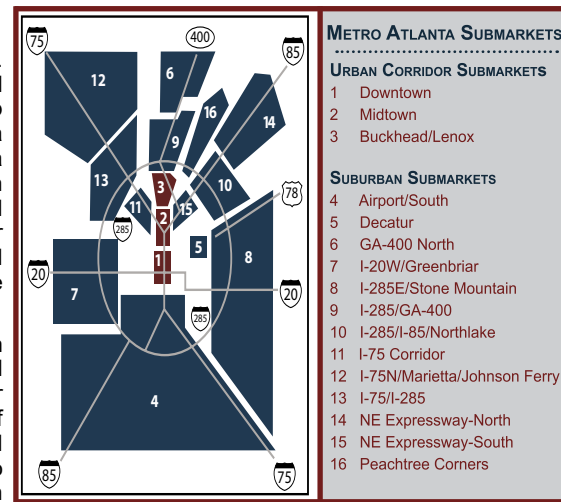 METRO ATLANTA SUBMARKETS
URBAN CORRIDOR SUBMARKETS
1 Downtown
2 Midtown
3 Buckhead/Lenox
SUBURBAN SUBMARKETS
4 Airport/South
5 Decatur
6 GA-400 North
7 I-20W/Greenbriar
8 I-285E/Stone Mountain
9 I-285/GA-400
10 I-285/I-85/Northlake
11 I-75 Corridor
12 I-75N/Marietta/Johnson Ferry
13 I-75/I-285
14 NE Expressway-North
15 NE Expressway-South
16 Peachtree Corners
75
400
85
12
6
16
14
9
13
10
3
11
15
2
78
285
5
8
1
20
7
20
285
4
85
75